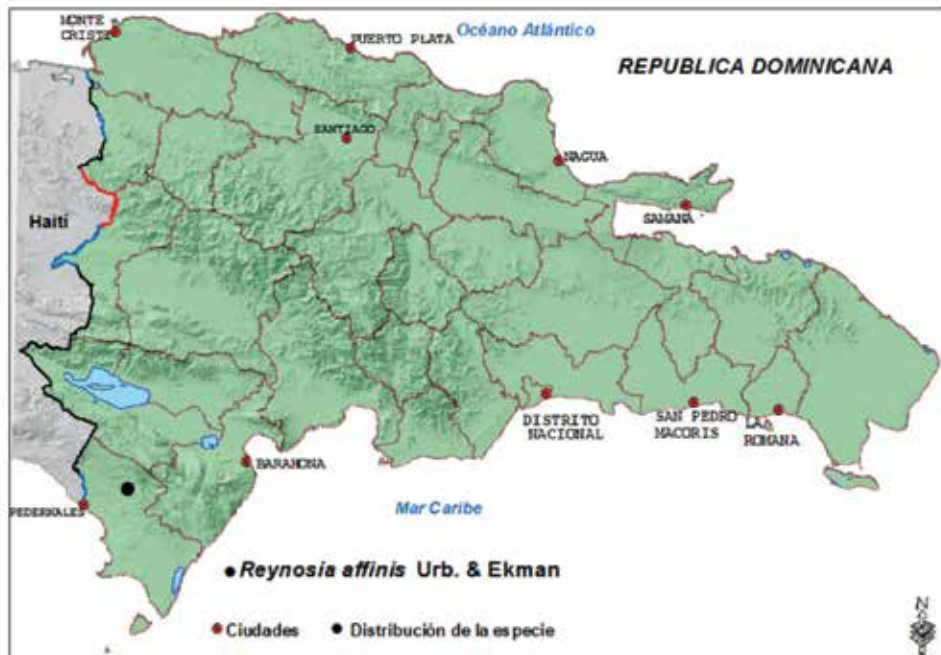 MONTE
CRISTI
PUERTO PLATA
Océano Atlántico
REPUBLICA DOMINICANA
SANTIAGO
NAGUA
SAMANA
Haití
DISTRITO
NACIONAL
SAN PEDRO
MACORIS
LA
ROMANA
BARAHONA
PEDERNALES
Mar Caribe
Reynosia affinis Urb. & Ekman
Ciudades
Distribución de la especie
N